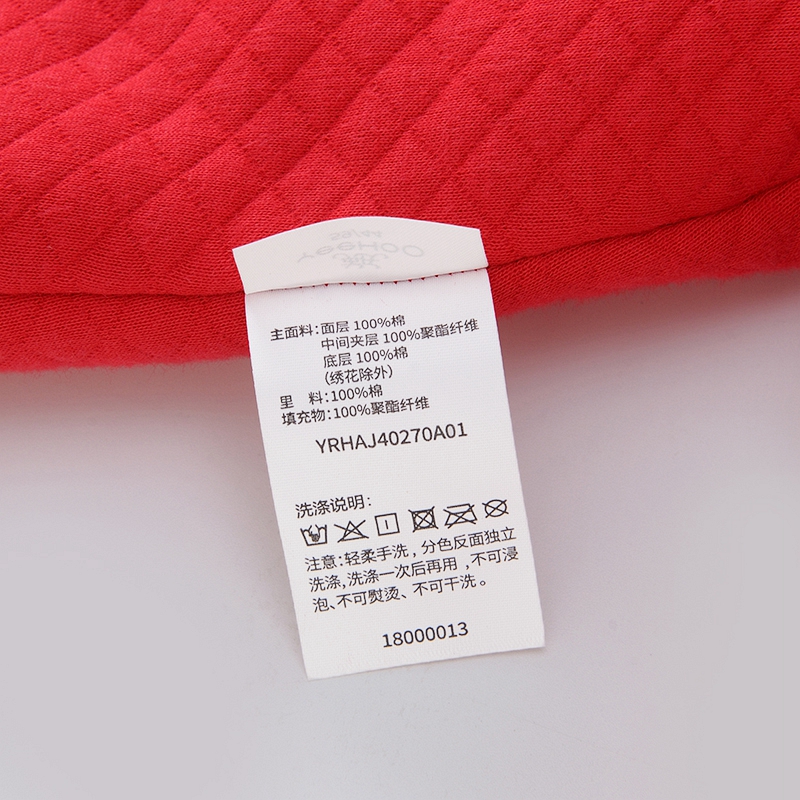 YeeHOO
59/44
主面料：面层 100%棉
中间夹层 100%聚酯纤维
底层 100%棉
（绣花除外）
里 料：100%棉
填充物：100%聚酯纤维
YRHAJ40270A01
洗涤说明：
注意：轻柔手洗，分色反面独立
洗涤，洗涤一次后再用，不可浸
泡、不可熨烫、不可干洗。
18000013